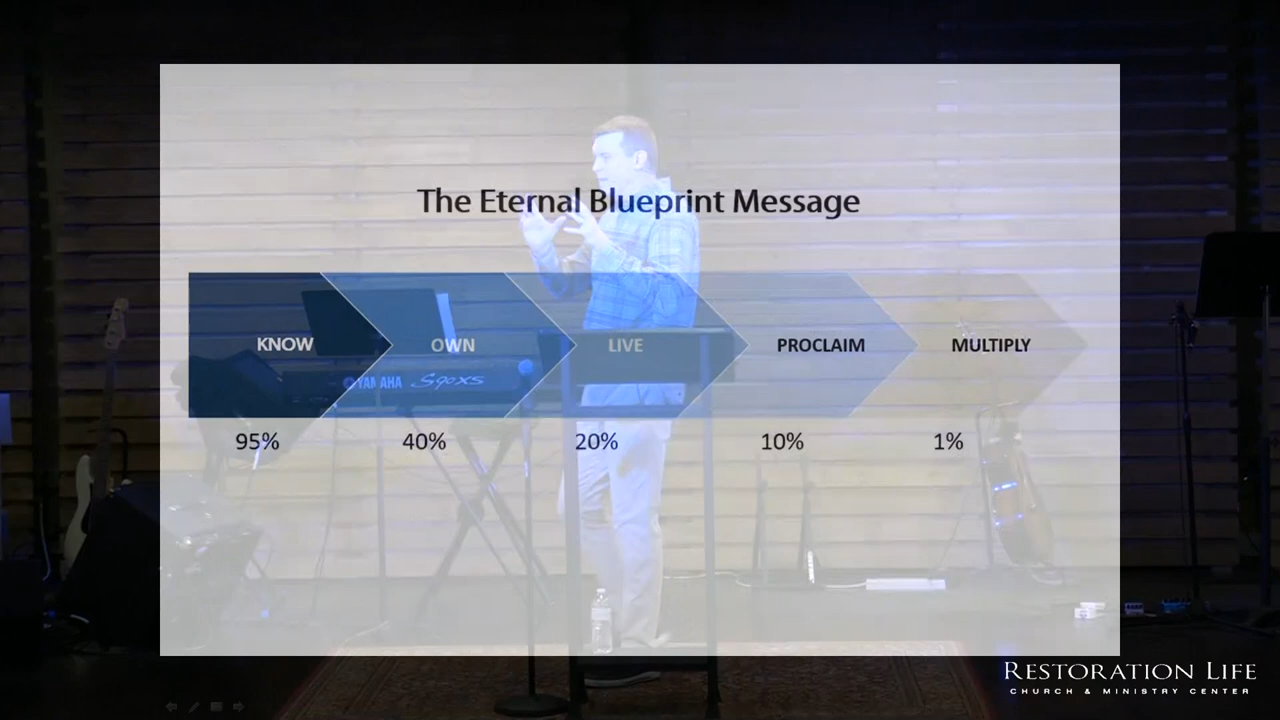 The Eternal Blueprint Message
KNOW OWN LIVE PROCLAIM MULTIPLY
YAMAHA S90XS
95% 40% 20% 10% 1%
RESTORATION LIFE
CHURCH & MINISTRY CENTER